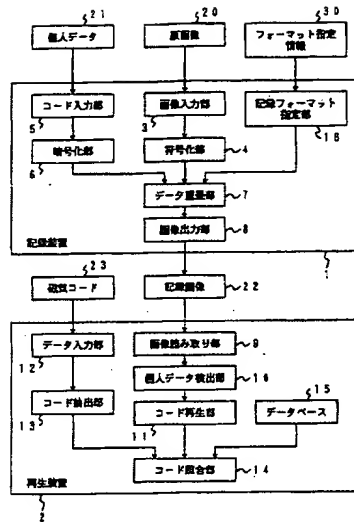 21
20
30
個人データ
原画像
フォーマット指定
情報
コード入力部
画像入力部
記録フォーマット
指定部
5
3
18
暗号化部
符号化部
4
6
データ重畳部
7
画像出力部
8
記録装置
1
23
磁気コード
記録画像
22
データ入力部
画像読み取り部
9
12
個人データ検出部
16
15
コード抽出部
コード再生部
データベース
13
11
コード照合部
14
再生装置
2